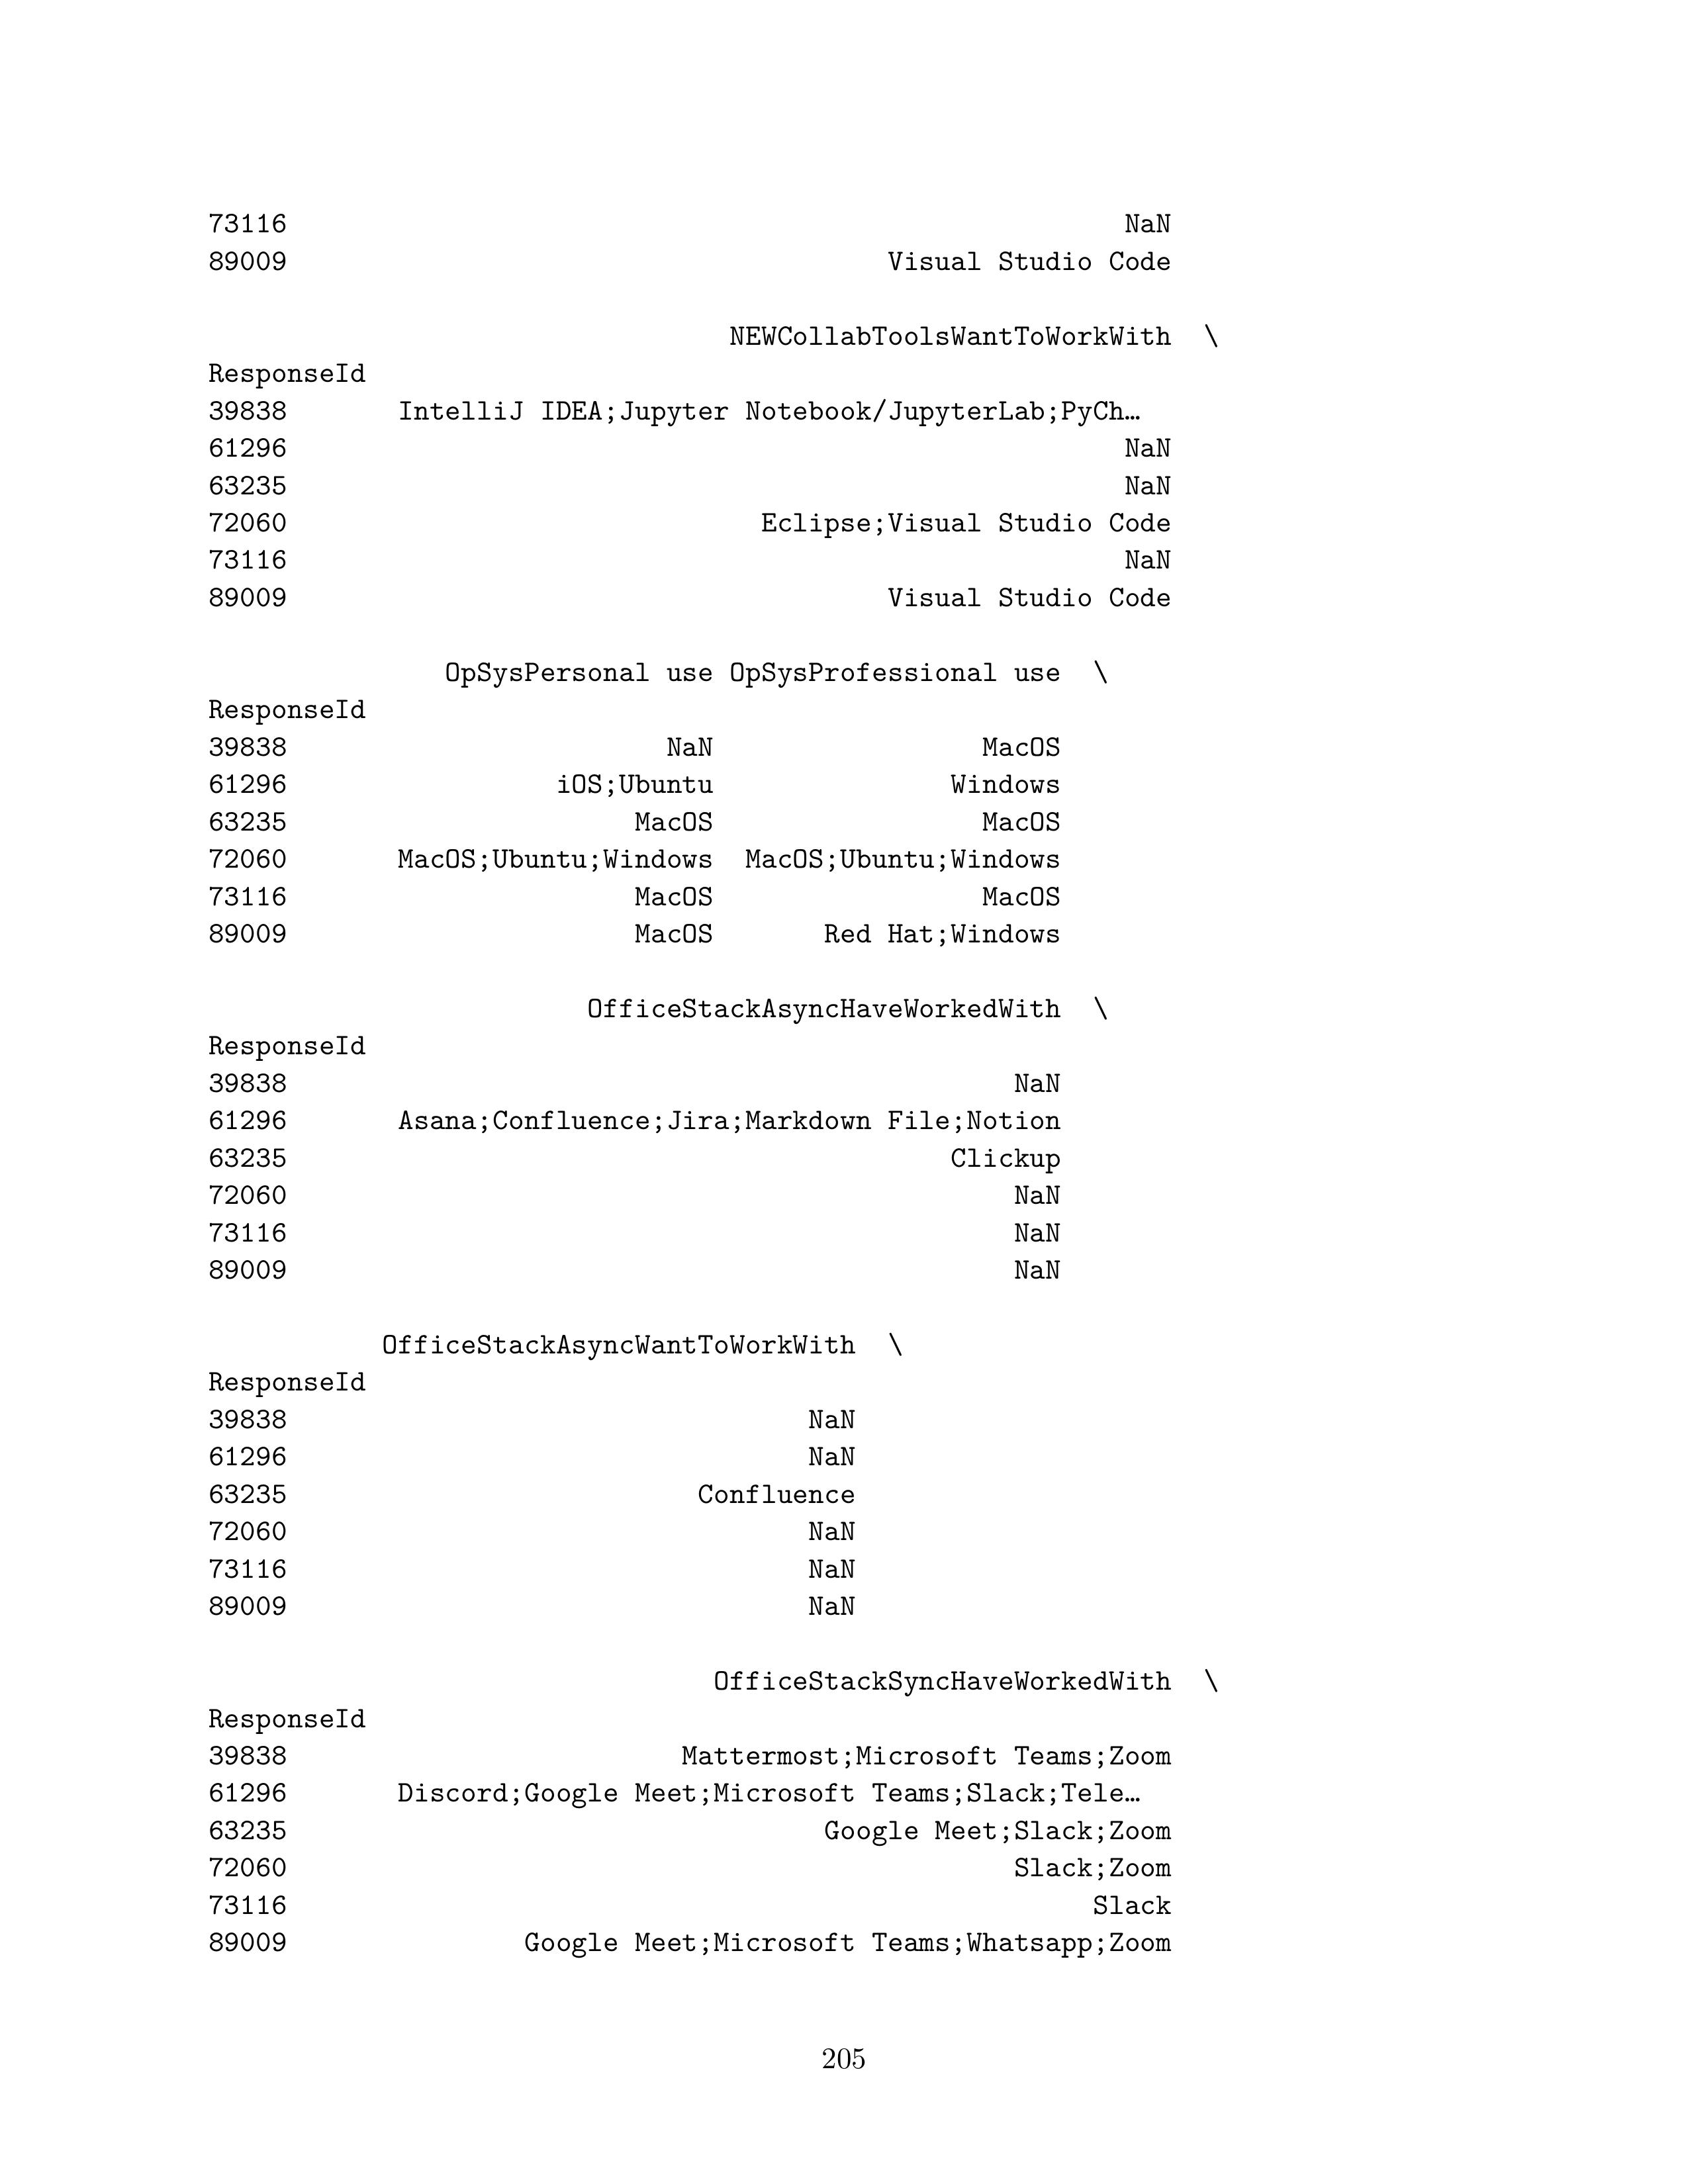 73116 NaN
89009 Visual Studio Code
NEWCollabToolsWantToWorkWith \
ResponseId
39838 IntelliJ IDEA;Jupyter Notebook/JupyterLab;PyCh…
61296 NaN
63235 NaN
72060 Eclipse;Visual Studio Code
73116 NaN
89009 Visual Studio Code
OpSysPersonal use OpSysProfessional use \
ResponseId
39838 NaN MacOS
61296 iOS;Ubuntu Windows
63235 MacOS MacOS
72060 MacOS;Ubuntu;Windows MacOS;Ubuntu;Windows
73116 MacOS MacOS
89009 MacOS Red Hat;Windows
OfficeStackAsyncHaveWorkedWith \
ResponseId
39838 NaN
61296 Asana;Confluence;Jira;Markdown File;Notion
63235 Clickup
72060 NaN
73116 NaN
89009 NaN
OfficeStackAsyncWantToWorkWith \
ResponseId
39838 NaN
61296 NaN
63235 Confluence
72060 NaN
73116 NaN
89009 NaN
OfficeStackSyncHaveWorkedWith \
ResponseId
39838 Mattermost;Microsoft Teams;Zoom
61296 Discord;Google Meet;Microsoft Teams;Slack;Tele…
63235 Google Meet;Slack;Zoom
72060 Slack;Zoom
73116 Slack
89009 Google Meet;Microsoft Teams;Whatsapp;Zoom
205